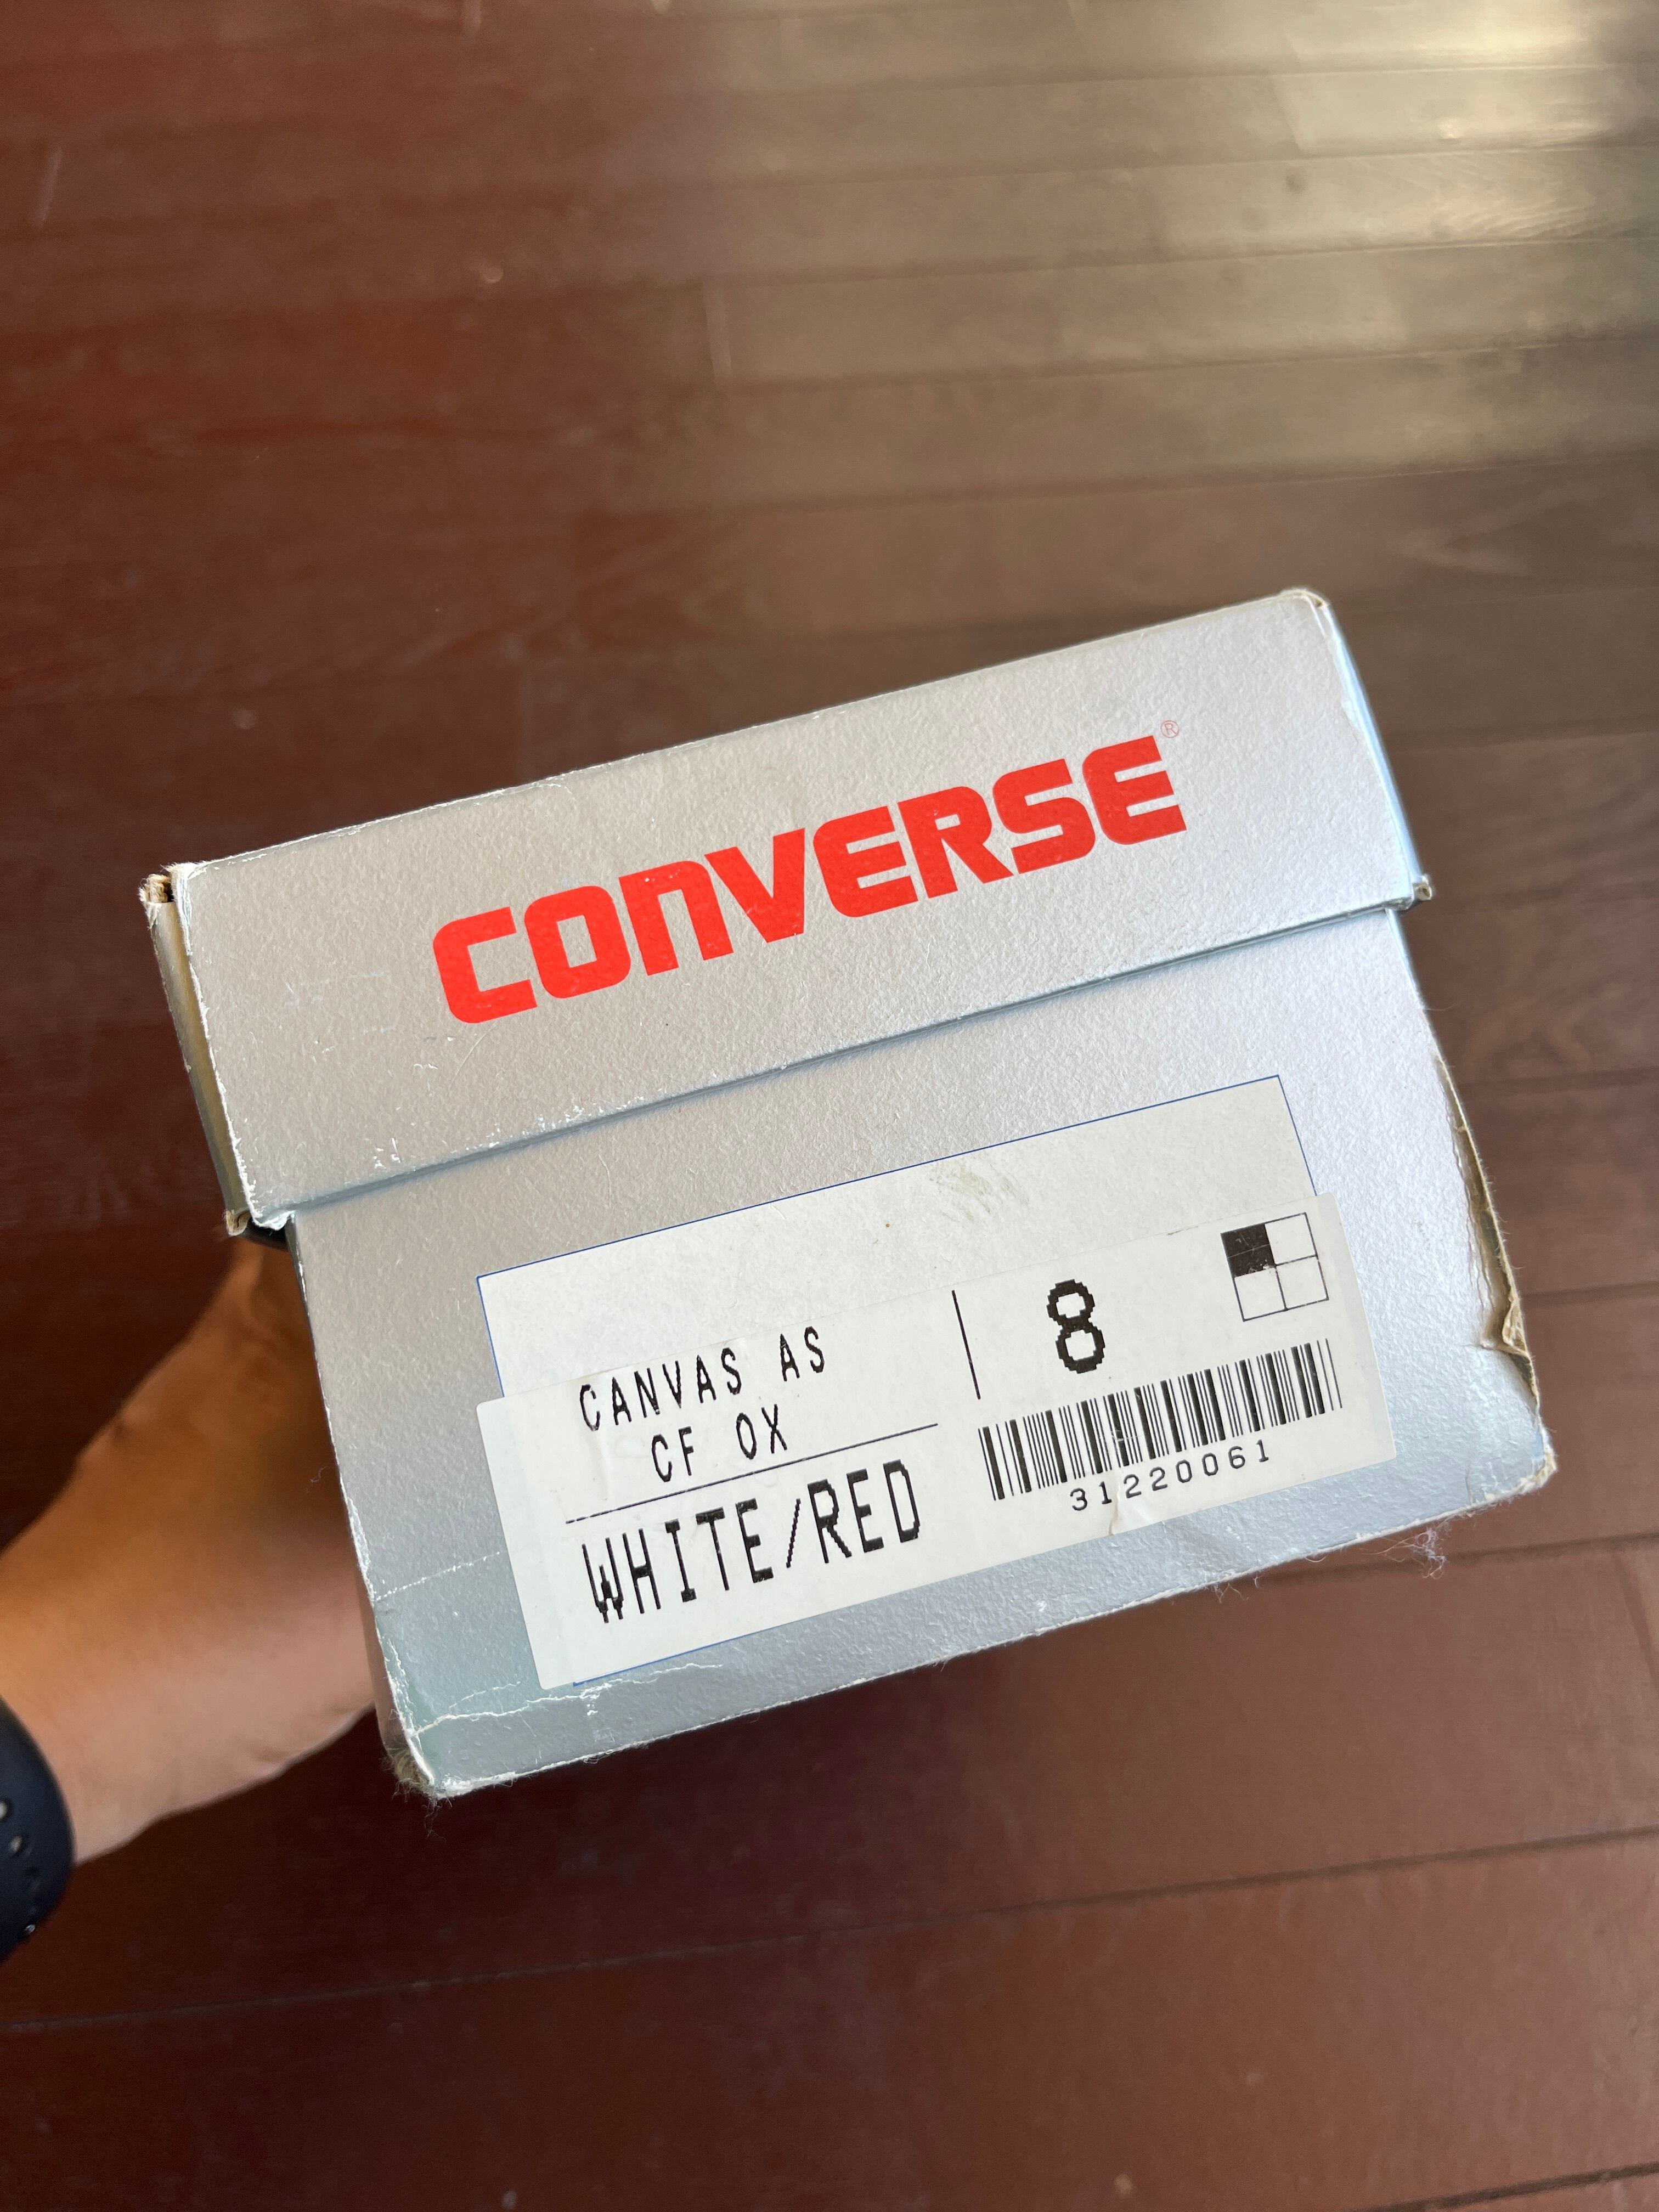 CONVERSE®
CANVAS AS
CF OX
WHITE/RED
8
31220061